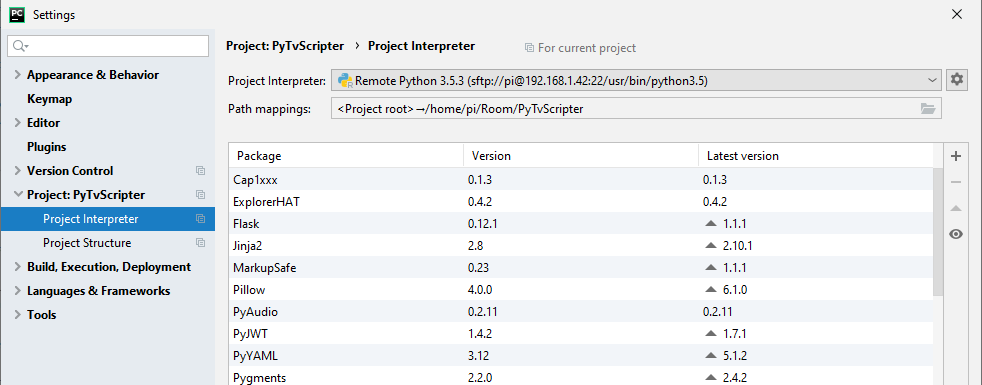 PC Settings
Project: PyTvScripter › Project Interpreter For current project
Appearance & Behavior
Keymap
Editor
Plugins
Version Control
Project: PyTvScripter
Project Interpreter
Project Structure
Build, Execution, Deployment
Languages & Frameworks
Tools
Project Interpreter: Remote Python 3.5.3 (sftp://pi@192.168.1.42:22/usr/bin/python3.5)
Path mappings: <Project root>→/home/pi/Room/PyTvScripter
Package Version Latest version
Cap1xxx 0.1.3 0.1.3
ExplorerHAT 0.4.2 0.4.2
Flask 0.12.1 1.1.1
Jinja2 2.8 2.10.1
MarkupSafe 0.23 1.1.1
Pillow 4.0.0 6.1.0
PyAudio 0.2.11 0.2.11
PyJWT 1.4.2 1.7.1
PyYAML 3.12 5.1.2
Pygments 2.2.0 2.4.2